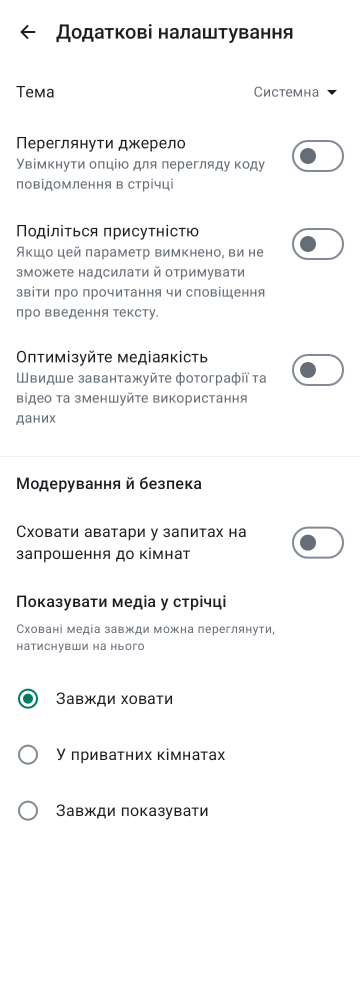 Додаткові налаштування
Тема
Системна
Переглянути джерело
Увімкнути опцію для перегляду коду
повідомлення в стрічці
Поділіться присутністю
Якщо цей параметр вимкнено, ви не
зможете надсилати й отримувати
звіти про прочитання чи сповіщення
про введення тексту.
Оптимізуйте медіаякість
Швидше завантажуйте фотографії та
відео та зменшуйте використання
даних
Модерування й безпека
Сховати аватари у запитах на
запрошення до кімнат
Показувати медіа у стрічці
Сховані медіа завжди можна переглянути,
натиснувши на нього
Завжди ховати
У приватних кімнатах
Завжди показувати